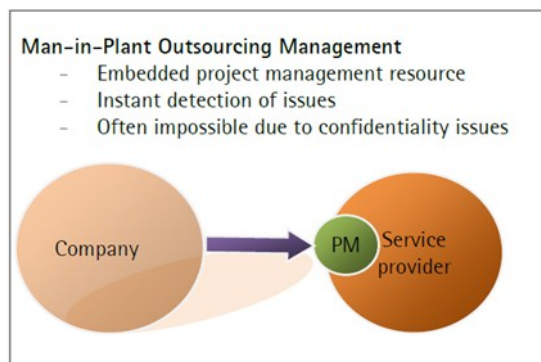 Man-in-Plant Outsourcing Management
- Embedded project management resource
- Instant detection of issues
- Often impossible due to confidentiality issues
Company
PM
Service
provider